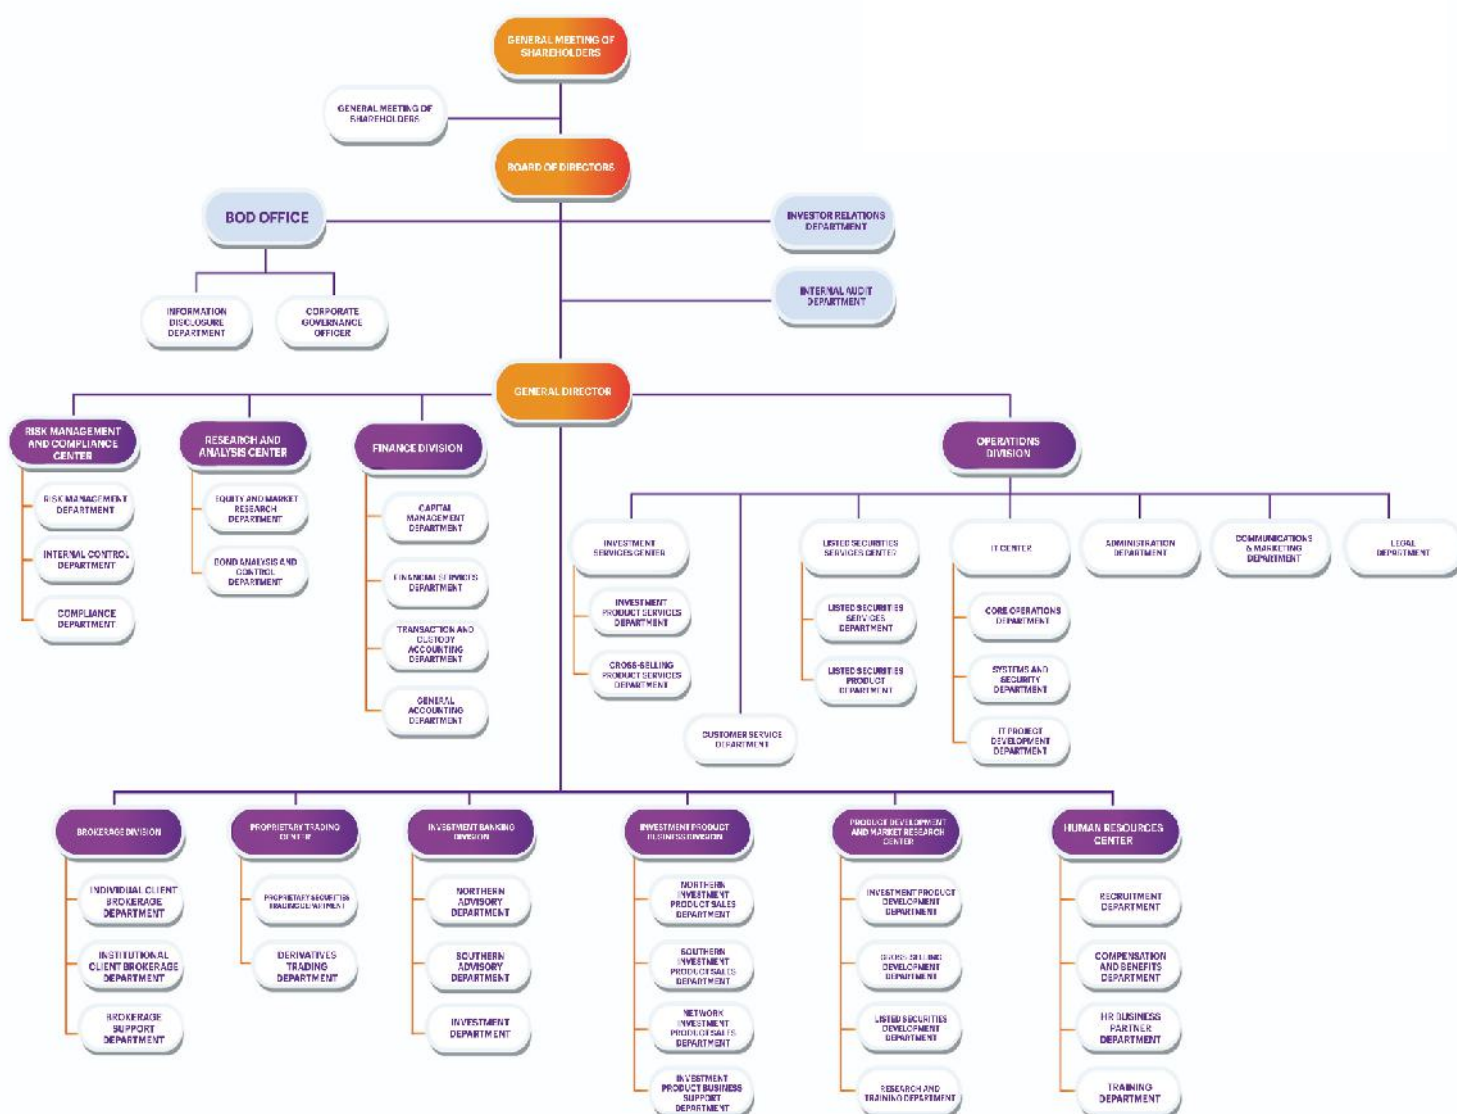 GENERAL MEETING OF
SHAREHOLDERS
GENERAL MEETING OF
SHAREHOLDERS
BOARD OF DIRECTORS
BOD OFFICE
INVESTOR RELATIONS
DEPARTMENT
INTERNAL AUDIT
DEPARTMENT
INFORMATION
DISCLOSURE
DEPARTMENT
CORPORATE
GOVERNANCE
OFFICER
GENERAL DIRECTOR
RISK MANAGEMENT
AND COMPLIANCE
CENTER
RISK MANAGEMENT
DEPARTMENT
INTERNAL CONTROL
DEPARTMENT
COMPLIANCE
DEPARTMENT
RESEARCH AND
ANALYSIS CENTER
EQUITY AND MARKET
RESEARCH
DEPARTMENT
BOND ANALYSIS AND
CONTROL
DEPARTMENT
FINANCE DIVISION
CAPITAL
MANAGEMENT
DEPARTMENT
FINANCIAL SERVICES
DEPARTMENT
TRANSACTION AND
CUSTODY
ACCOUNTING
DEPARTMENT
GENERAL
ACCOUNTING
DEPARTMENT
OPERATIONS
DIVISION
INVESTMENT
SERVICES CENTER
INVESTMENT
PRODUCT SERVICES
DEPARTMENT
CROSS-SELLING
PRODUCT SERVICES
DEPARTMENT
CUSTOMER SERVICE
DEPARTMENT
LISTED SECURITIES
SERVICES CENTER
LISTED SECURITIES
SERVICES
DEPARTMENT
LISTED SECURITIES
PRODUCT
DEPARTMENT
IT CENTER
CORE OPERATIONS
DEPARTMENT
SYSTEMS AND
SECURITY
DEPARTMENT
IT PROJECT
DEVELOPMENT
DEPARTMENT
ADMINISTRATION
DEPARTMENT
COMMUNICATIONS
& MARKETING
DEPARTMENT
LEGAL
DEPARTMENT
BROKERAGE DIVISION
INDIVIDUAL CLIENT
BROKERAGE
DEPARTMENT
INSTITUTIONAL
CLIENT BROKERAGE
DEPARTMENT
BROKERAGE
SUPPORT
DEPARTMENT
PROPRIETARY TRADING
CENTER
PROPRIETARY SECURITIES
TRADING DEPARTMENT
DERIVATIVES
TRADING
DEPARTMENT
INVESTMENT BANKING
DIVISION
NORTHERN
ADVISORY
DEPARTMENT
SOUTHERN
ADVISORY
DEPARTMENT
INVESTMENT
DEPARTMENT
INVESTMENT PRODUCT
BUSINESS DIVISION
NORTHERN
INVESTMENT
PRODUCT SALES
DEPARTMENT
SOUTHERN
INVESTMENT
PRODUCT SALES
DEPARTMENT
NETWORK
INVESTMENT
PRODUCT SALES
DEPARTMENT
INVESTMENT
PRODUCT BUSINESS
SUPPORT
DEPARTMENT
PRODUCT DEVELOPMENT
AND MARKET RESEARCH
CENTER
INVESTMENT PRODUCT
DEVELOPMENT
DEPARTMENT
CROSS-SELLING
DEVELOPMENT
DEPARTMENT
LISTED SECURITIES
DEVELOPMENT
DEPARTMENT
RESEARCH AND
TRAINING DEPARTMENT
HUMAN RESOURCES
CENTER
RECRUITMENT
DEPARTMENT
COMPENSATION
AND BENEFITS
DEPARTMENT
HR BUSINESS
PARTNER
DEPARTMENT
TRAINING
DEPARTMENT